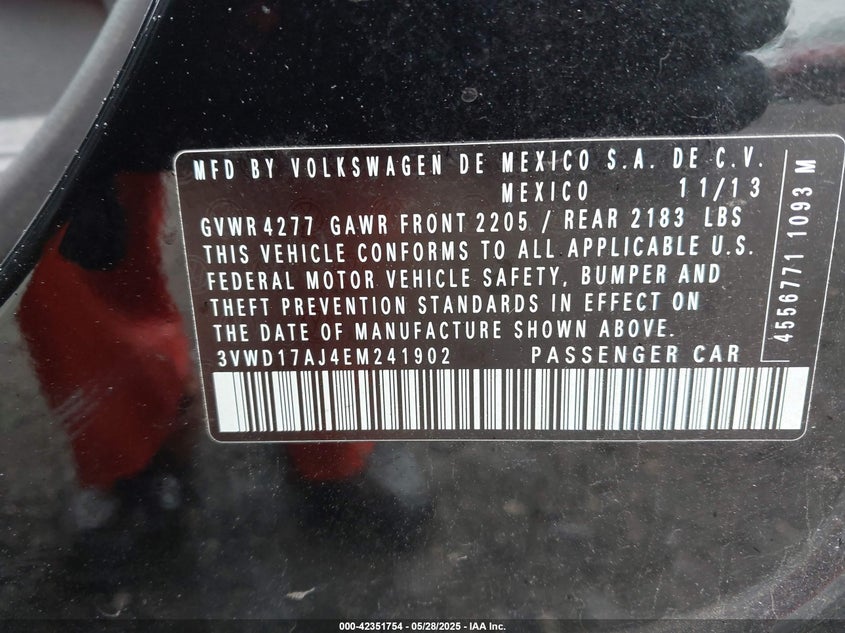 MFD BY VOLKSWAGEN DE MEXICO S.A. DE C.V.
MEXICO 11/13
GVWR 4277 GAWR FRONT 2205 / REAR 2183 LBS
THIS VEHICLE CONFORMS TO ALL APPLICABLE U.S.
FEDERAL MOTOR VEHICLE SAFETY, BUMPER AND
THEFT PREVENTION STANDARDS IN EFFECT ON
THE DATE OF MANUFACTURE SHOWN ABOVE.
3VWD17AJ4EM241902 PASSENGER CAR
4556771 1093 M
000-42351754 - 05/28/2025 - IAA Inc.